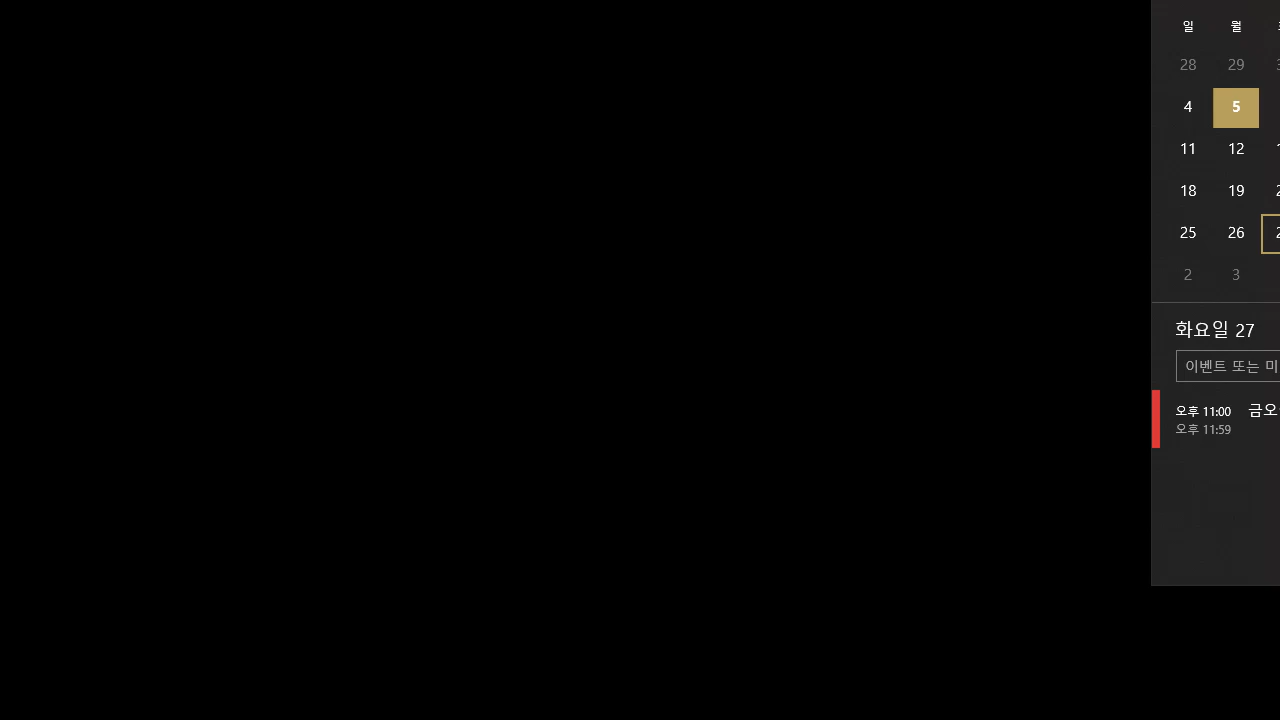 일 월
28 29
4 5
11 12
18 19
25 26
2 3
화요일 27
이벤트 또는 미
오후 11:00 금오
오후 11:59